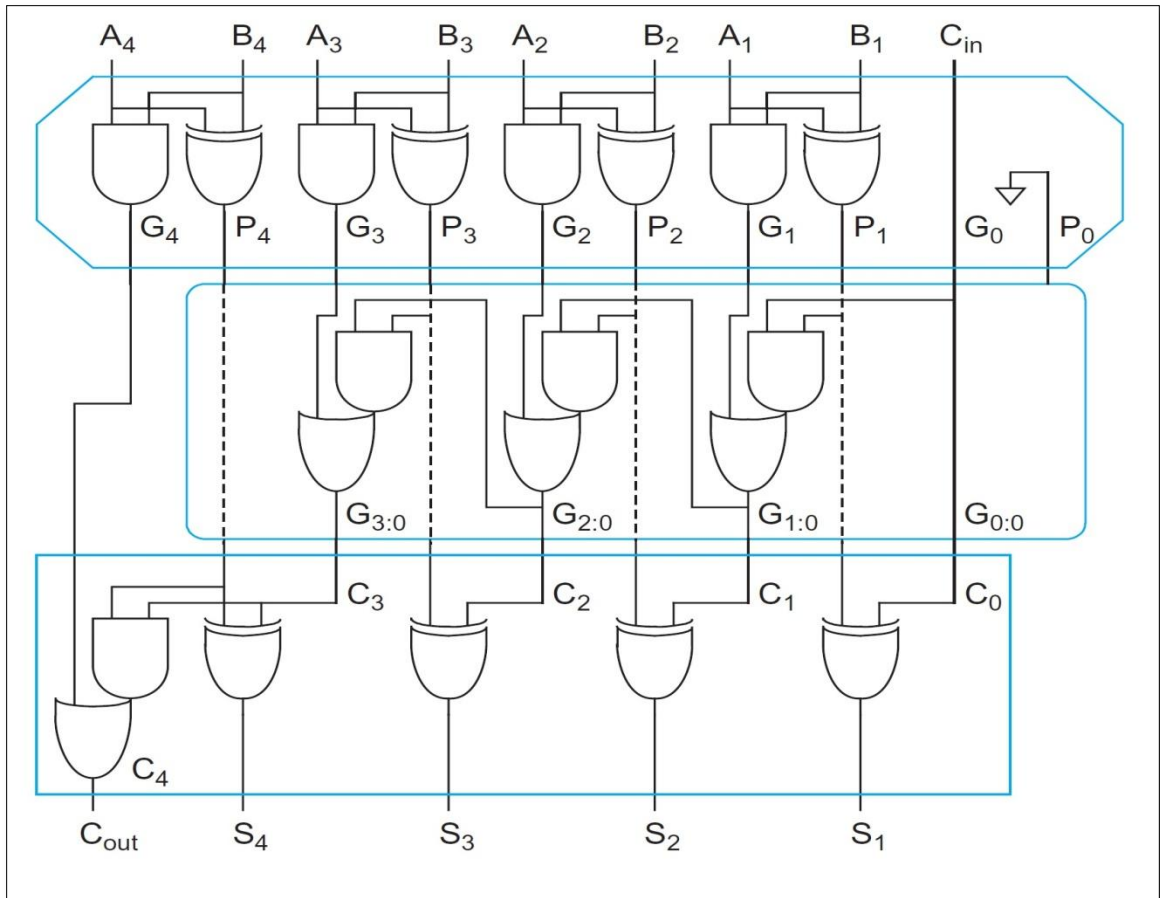 A4 B4 A3 B3 A2 B2 A1 B1 Cin
G4 P4 G3 P3 G2 P2 G1 P1 G0 P0
G3:0 G2:0 G1:0 G0:0
C3 C2 C1 C0
C4
Cout S4 S3 S2 S1